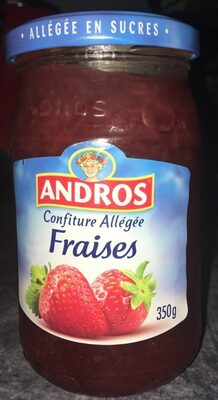 • ALLÉGÉE EN SUCRES •
ANDROS
Confiture Allégée
Fraises
350g